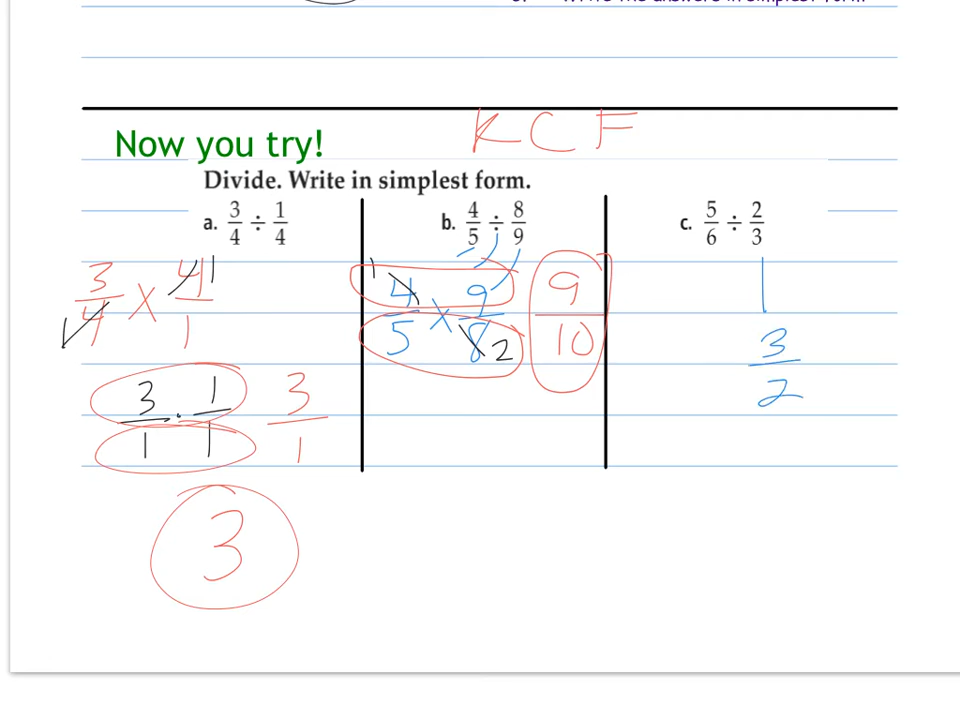 K C F
Now you try!
Divide. Write in simplest form.
a. 3/4 ÷ 1/4
b. 4/5 ÷ 8/9
c. 5/6 ÷ 2/3
3/4 × 4/1 1
3/1 · 1/1 3/1
3
1 4/5 × 9/8 2 9/10
3/2